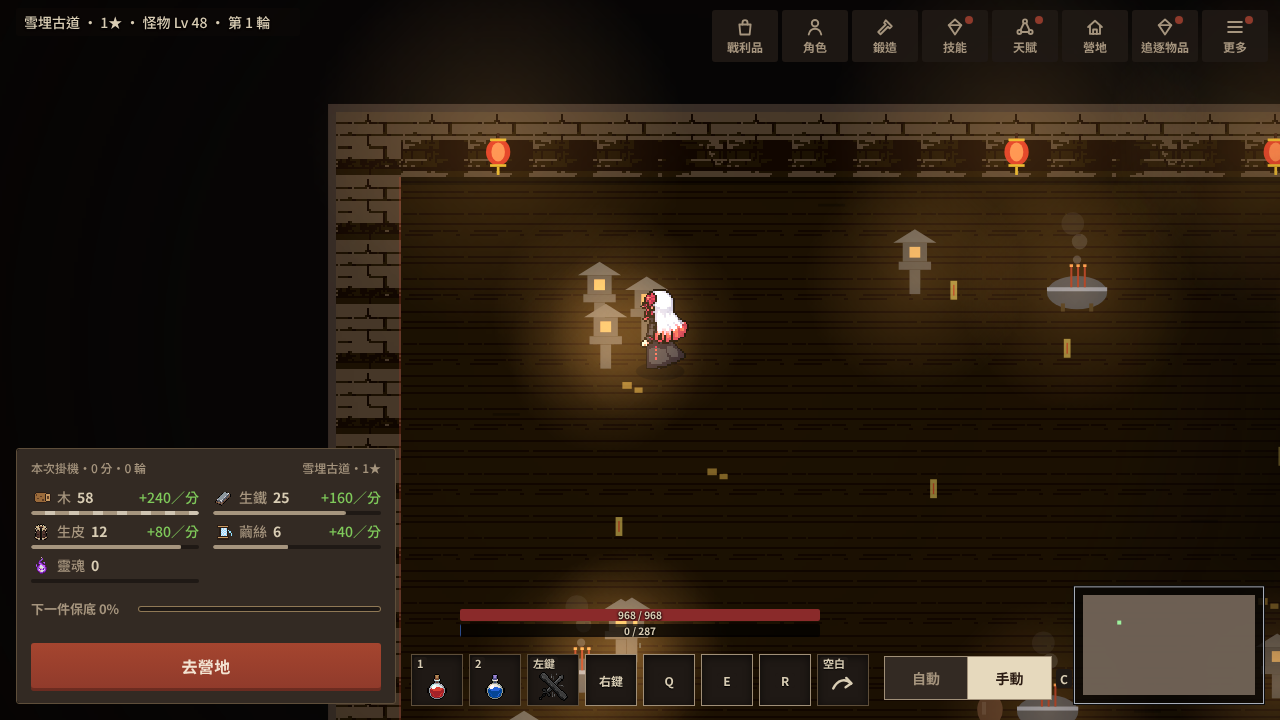 雪埋古道 · 1★ · 怪物 Lv 48 · 第 1 輪
戰利品
角色
鍛造
技能
天賦
營地
追逐物品
更多
本次掛機·0 分·0 輪
雪埋古道·1★
木 58 +240／分
生鐵 25 +160／分
生皮 12 +80／分
繭絲 6 +40／分
靈魂 0
下一件保底 0%
去營地
968 / 968
0 / 287
1
2
左鍵
右鍵
Q
E
R
空白
自動
手動
C